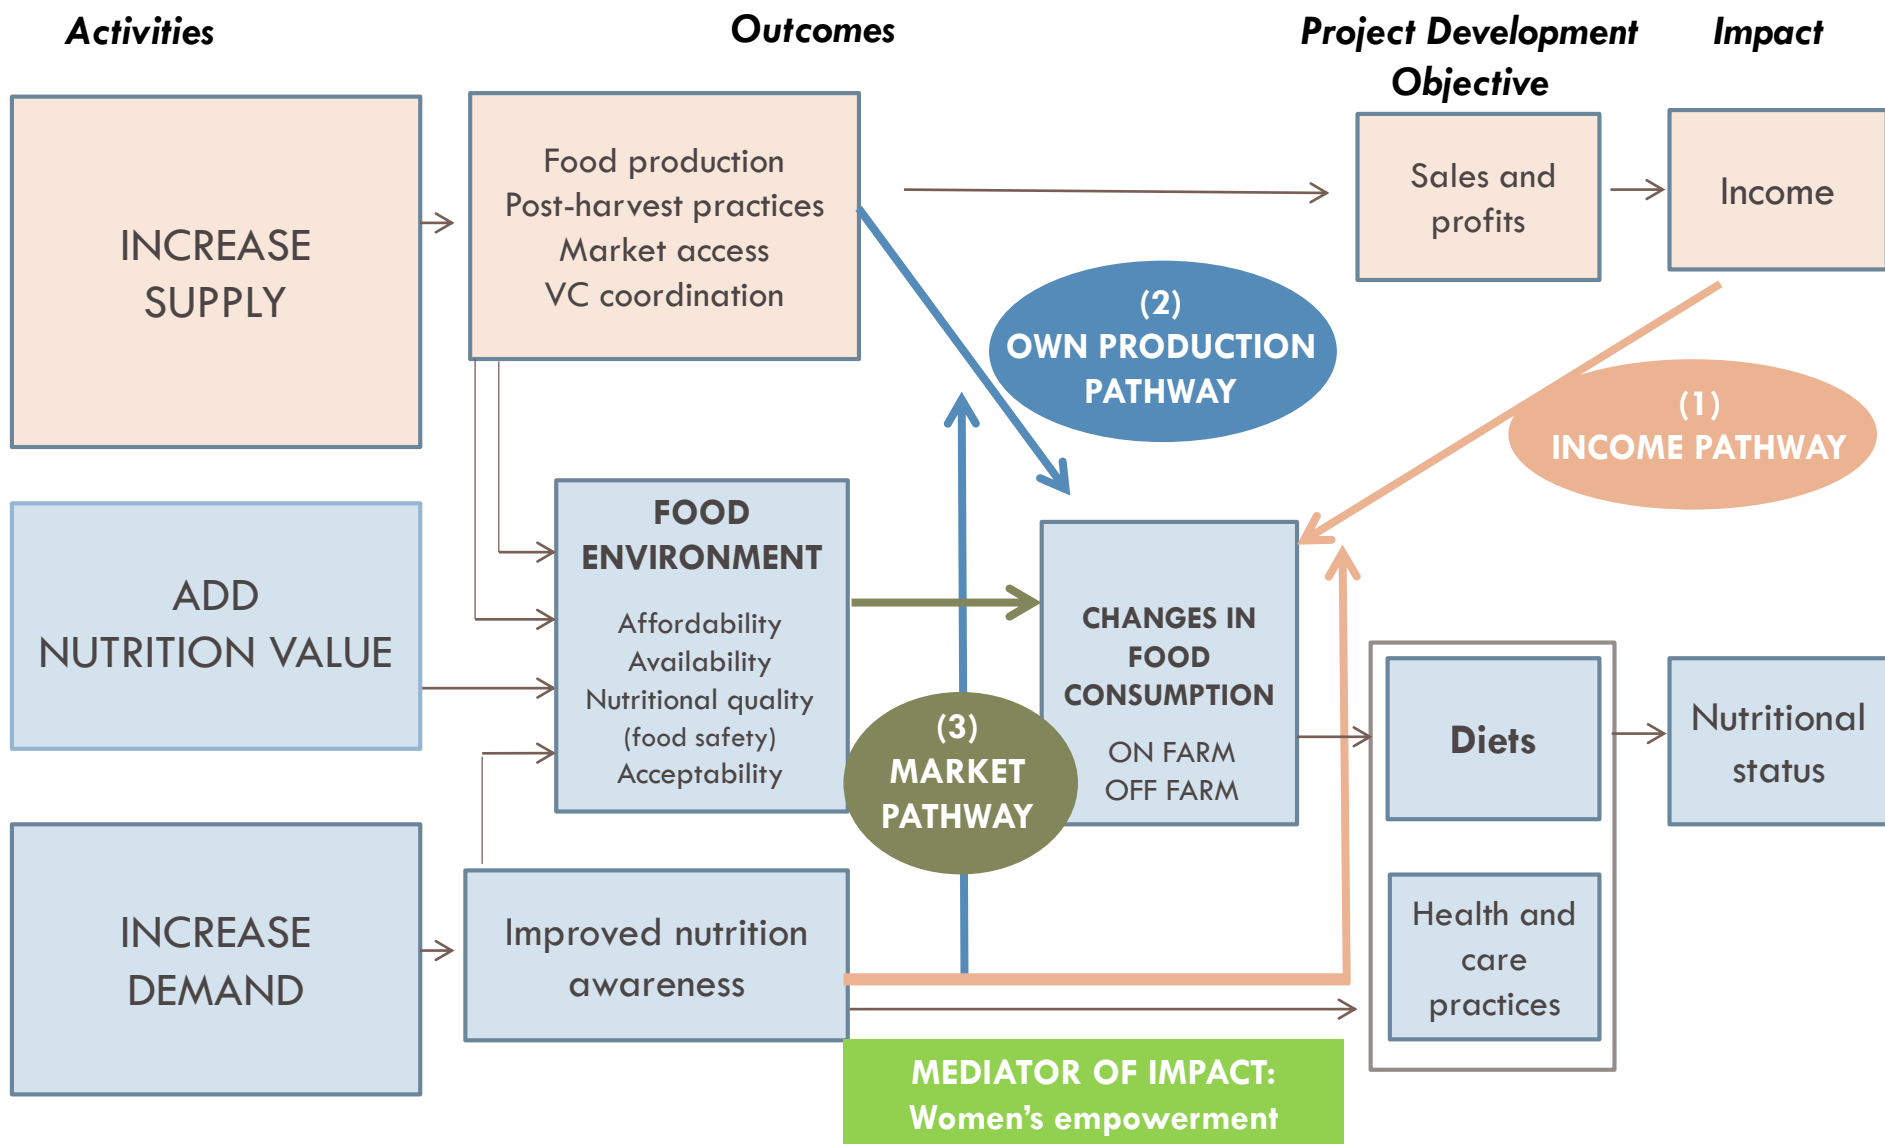 Activities
Outcomes
Project Development
Objective
Impact
INCREASE
SUPPLY
Food production
Post-harvest practices
Market access
VC coordination
Sales and
profits
Income
(2)
OWN PRODUCTION
PATHWAY
(1)
INCOME PATHWAY
ADD
NUTRITION VALUE
FOOD
ENVIRONMENT
Affordability
Availability
Nutritional quality
(food safety)
Acceptability
(3)
MARKET
PATHWAY
CHANGES IN
FOOD
CONSUMPTION
ON FARM
OFF FARM
Diets
Nutritional
status
INCREASE
DEMAND
Improved nutrition
awareness
Health and
care
practices
MEDIATOR OF IMPACT:
Women's empowerment